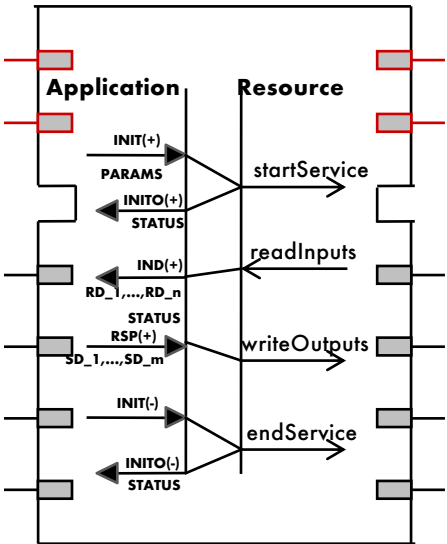 Application Resource
INIT(+)
PARAMS
startService
INITO(+)
STATUS
readInputs
IND(+)
RD_1,...,RD_n
STATUS
RSP(+)
writeOutputs
SD_1,...,SD_m
INIT(-)
endService
INITO(-)
STATUS